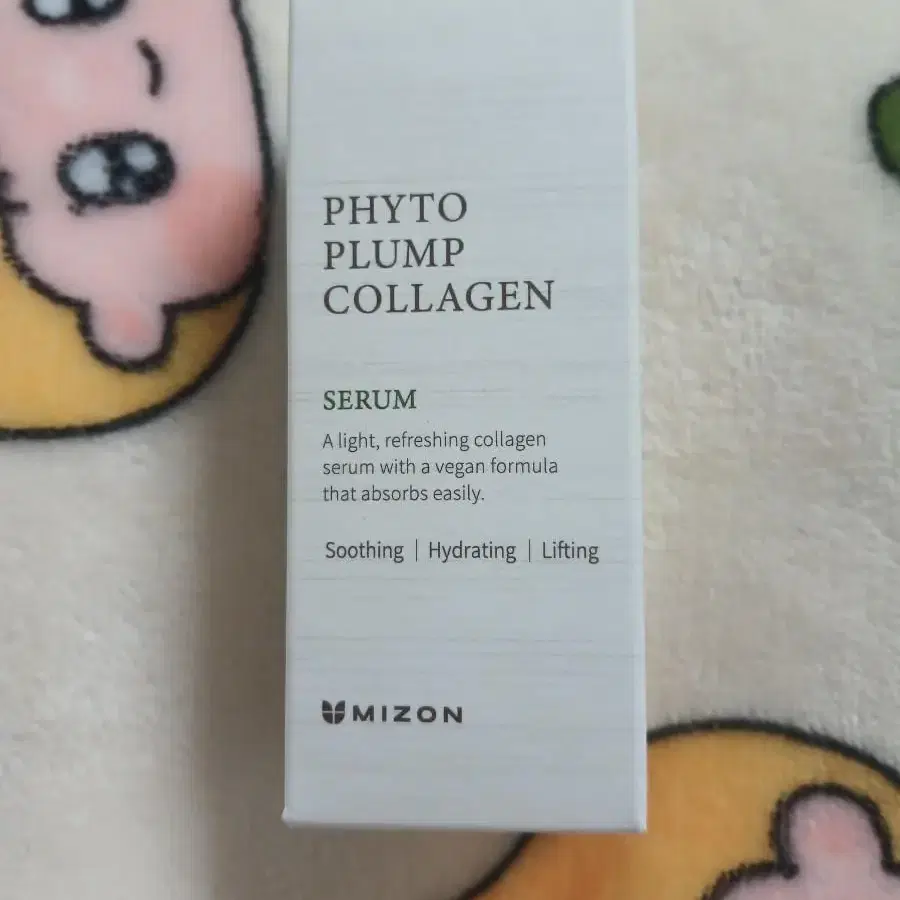 PHYTO
PLUMP
COLLAGEN
SERUM
A light, refreshing collagen
serum with a vegan formula
that absorbs easily.
Soothing | Hydrating | Lifting
MIZON